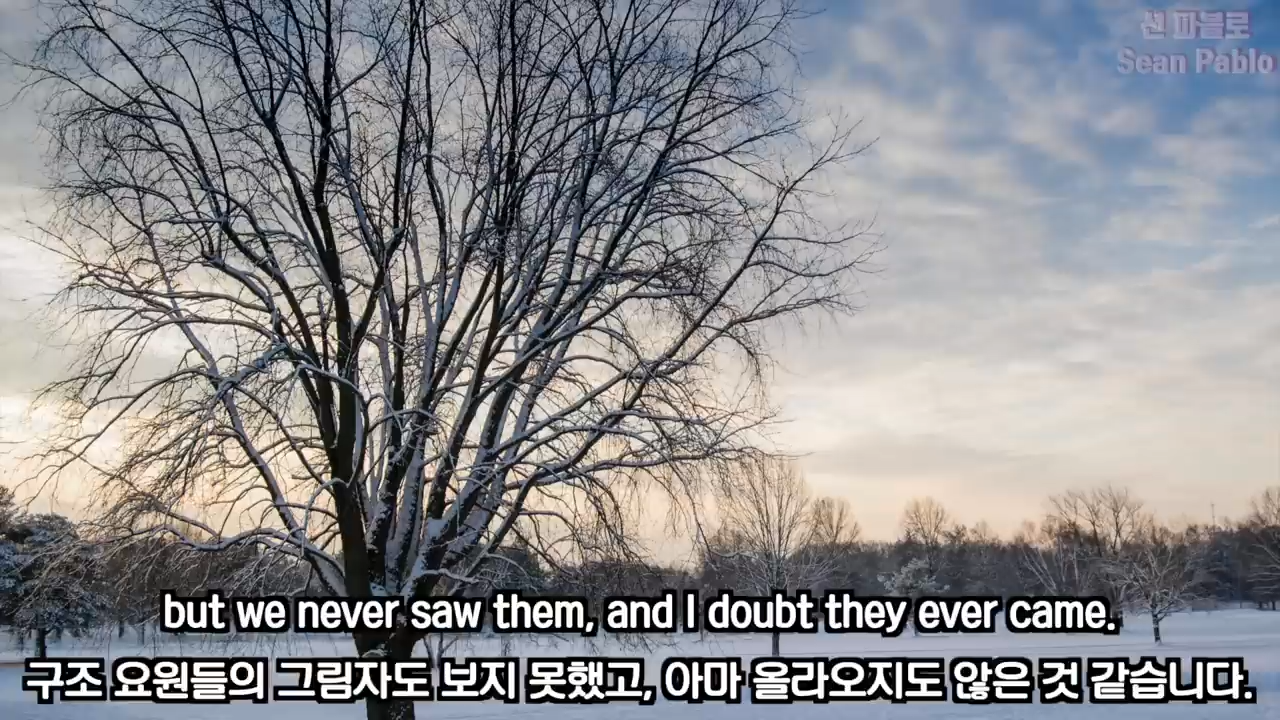 션 파블로
Sean Pablo
but we never saw them, and I doubt they ever came.
구조 요원들의 그림자도 보지 못했고, 아마 올라오지도 않은 것 같습니다.